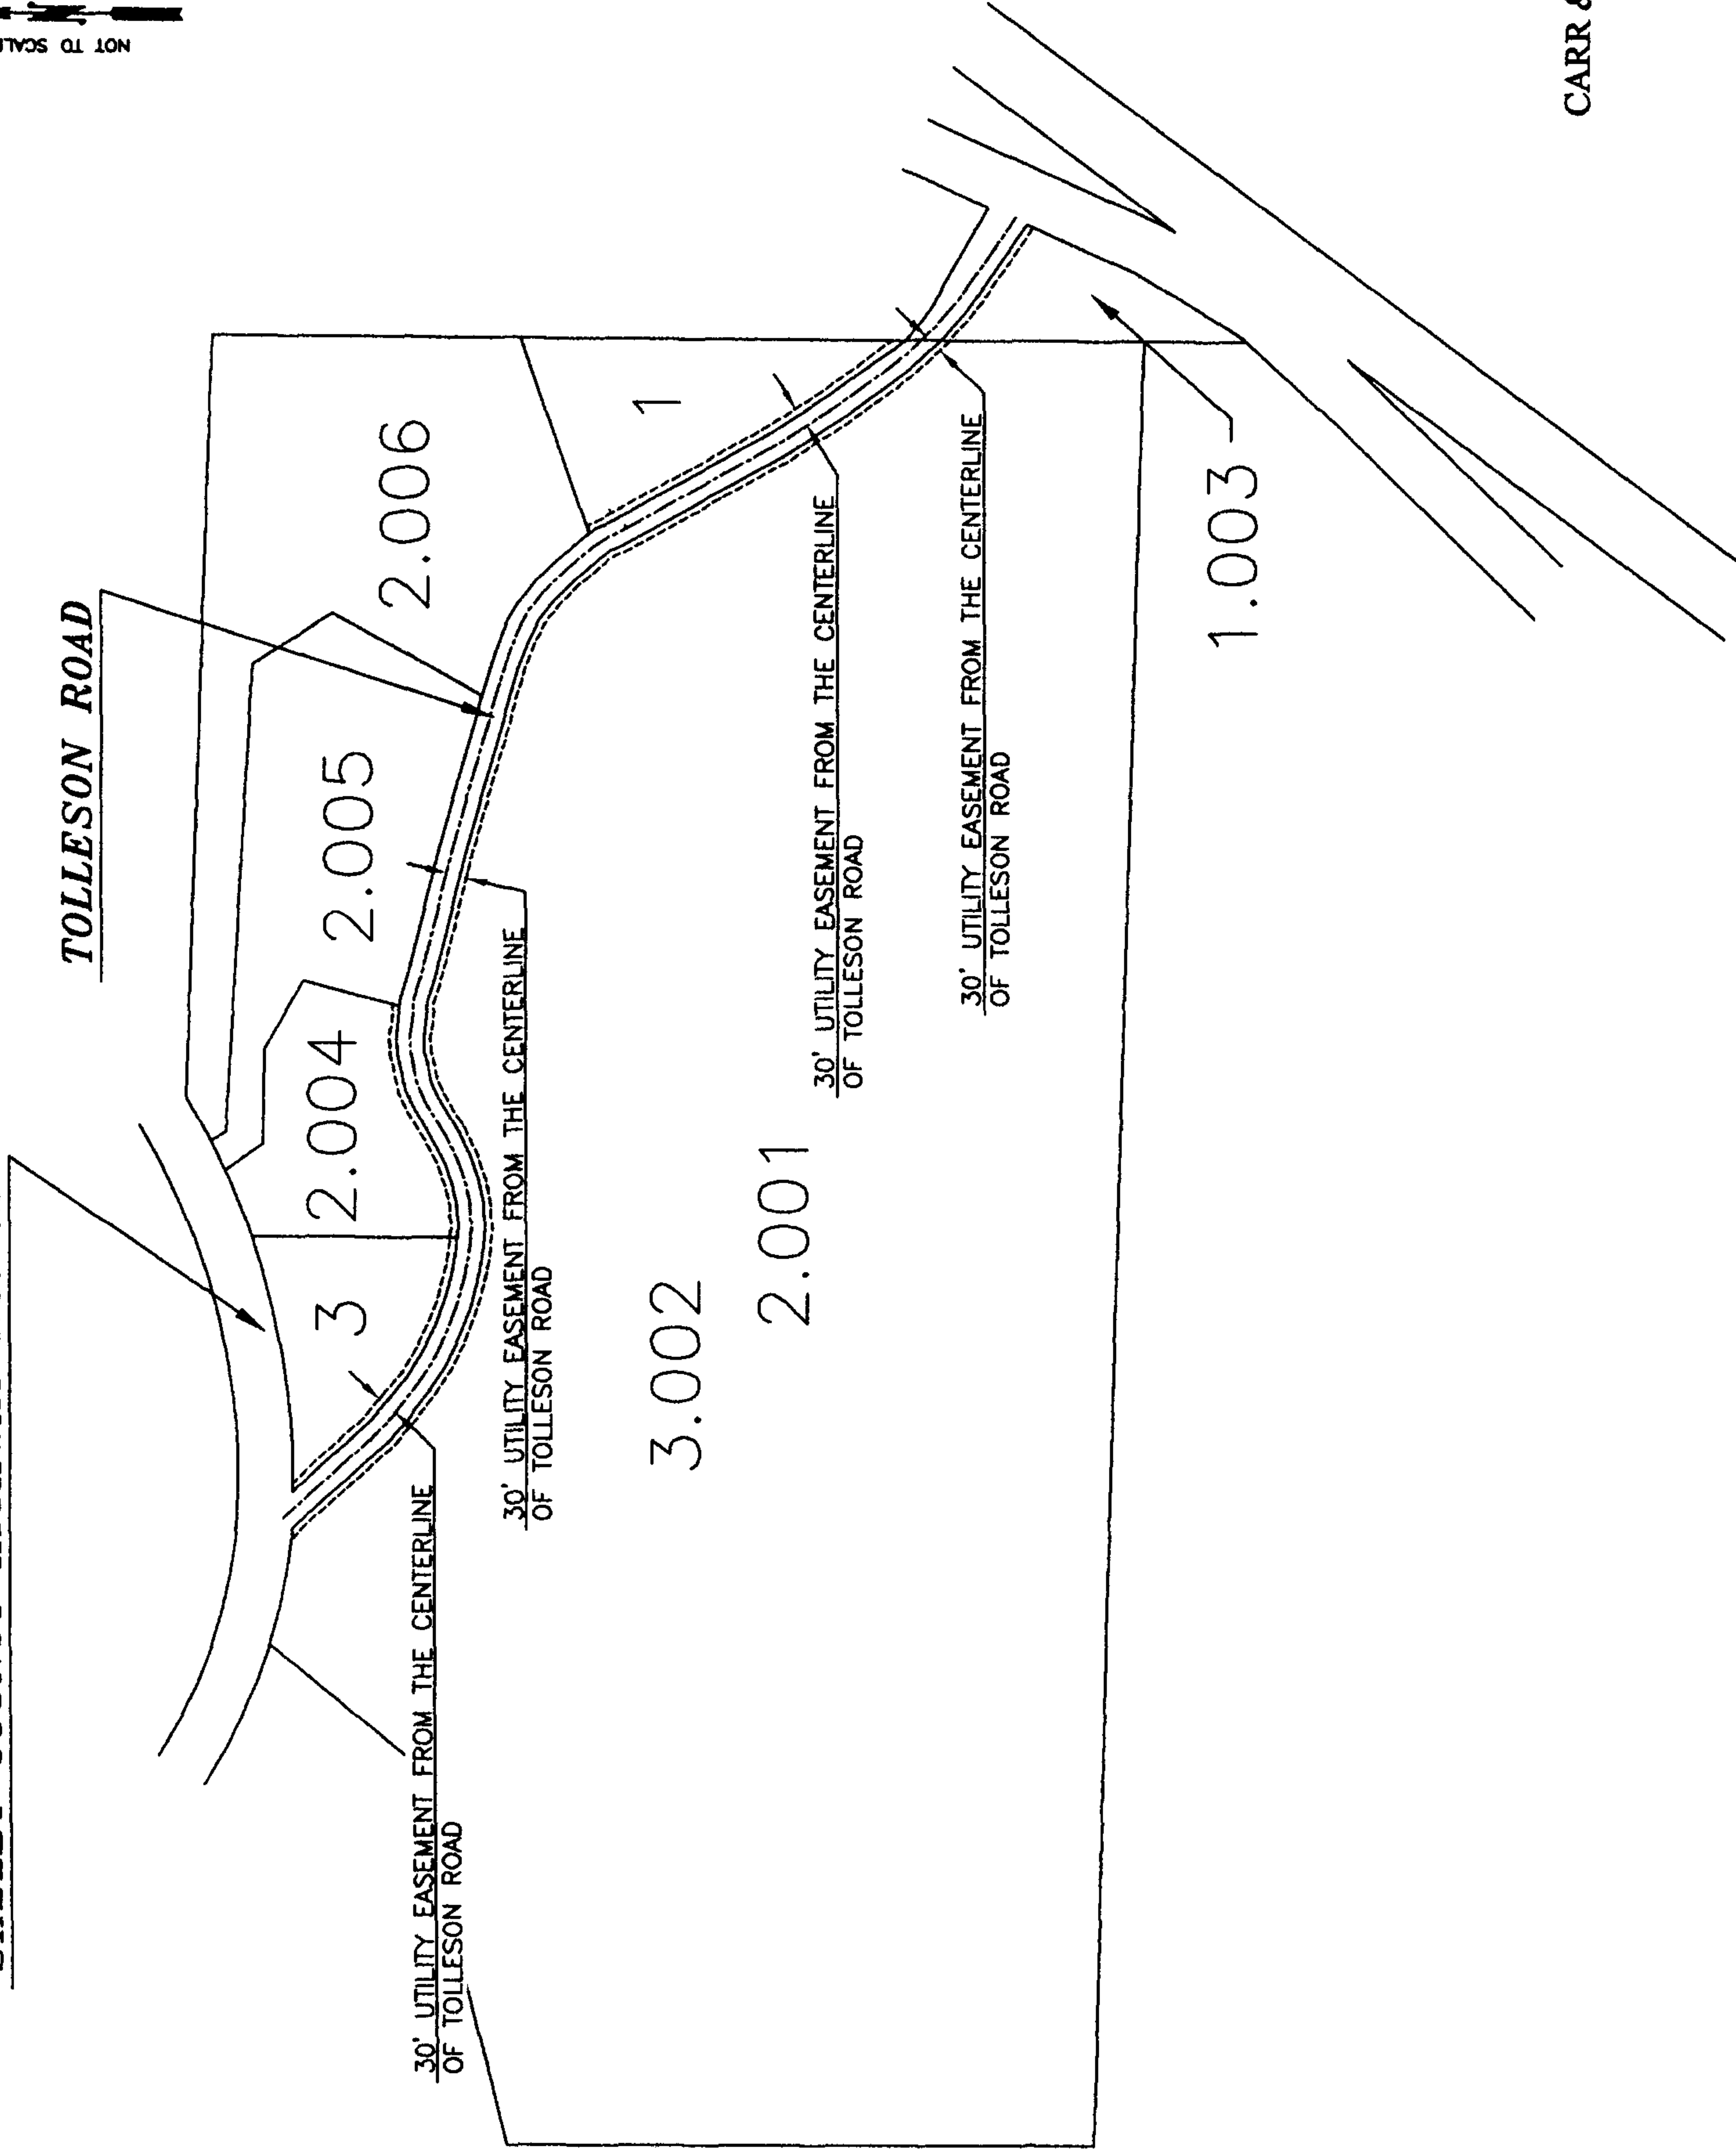 NOT TO SCALE
TOLLESON ROAD
2.006
1
2.005
2.004
3
30' UTILITY EASEMENT FROM THE CENTERLINE
OF TOLLESON ROAD
30' UTILITY EASEMENT FROM THE CENTERLINE
OF TOLLESON ROAD
30' UTILITY EASEMENT FROM THE CENTERLINE
OF TOLLESON ROAD
30' UTILITY EASEMENT FROM THE CENTERLINE
OF TOLLESON ROAD
3.002
2.001
1.003
CARR &